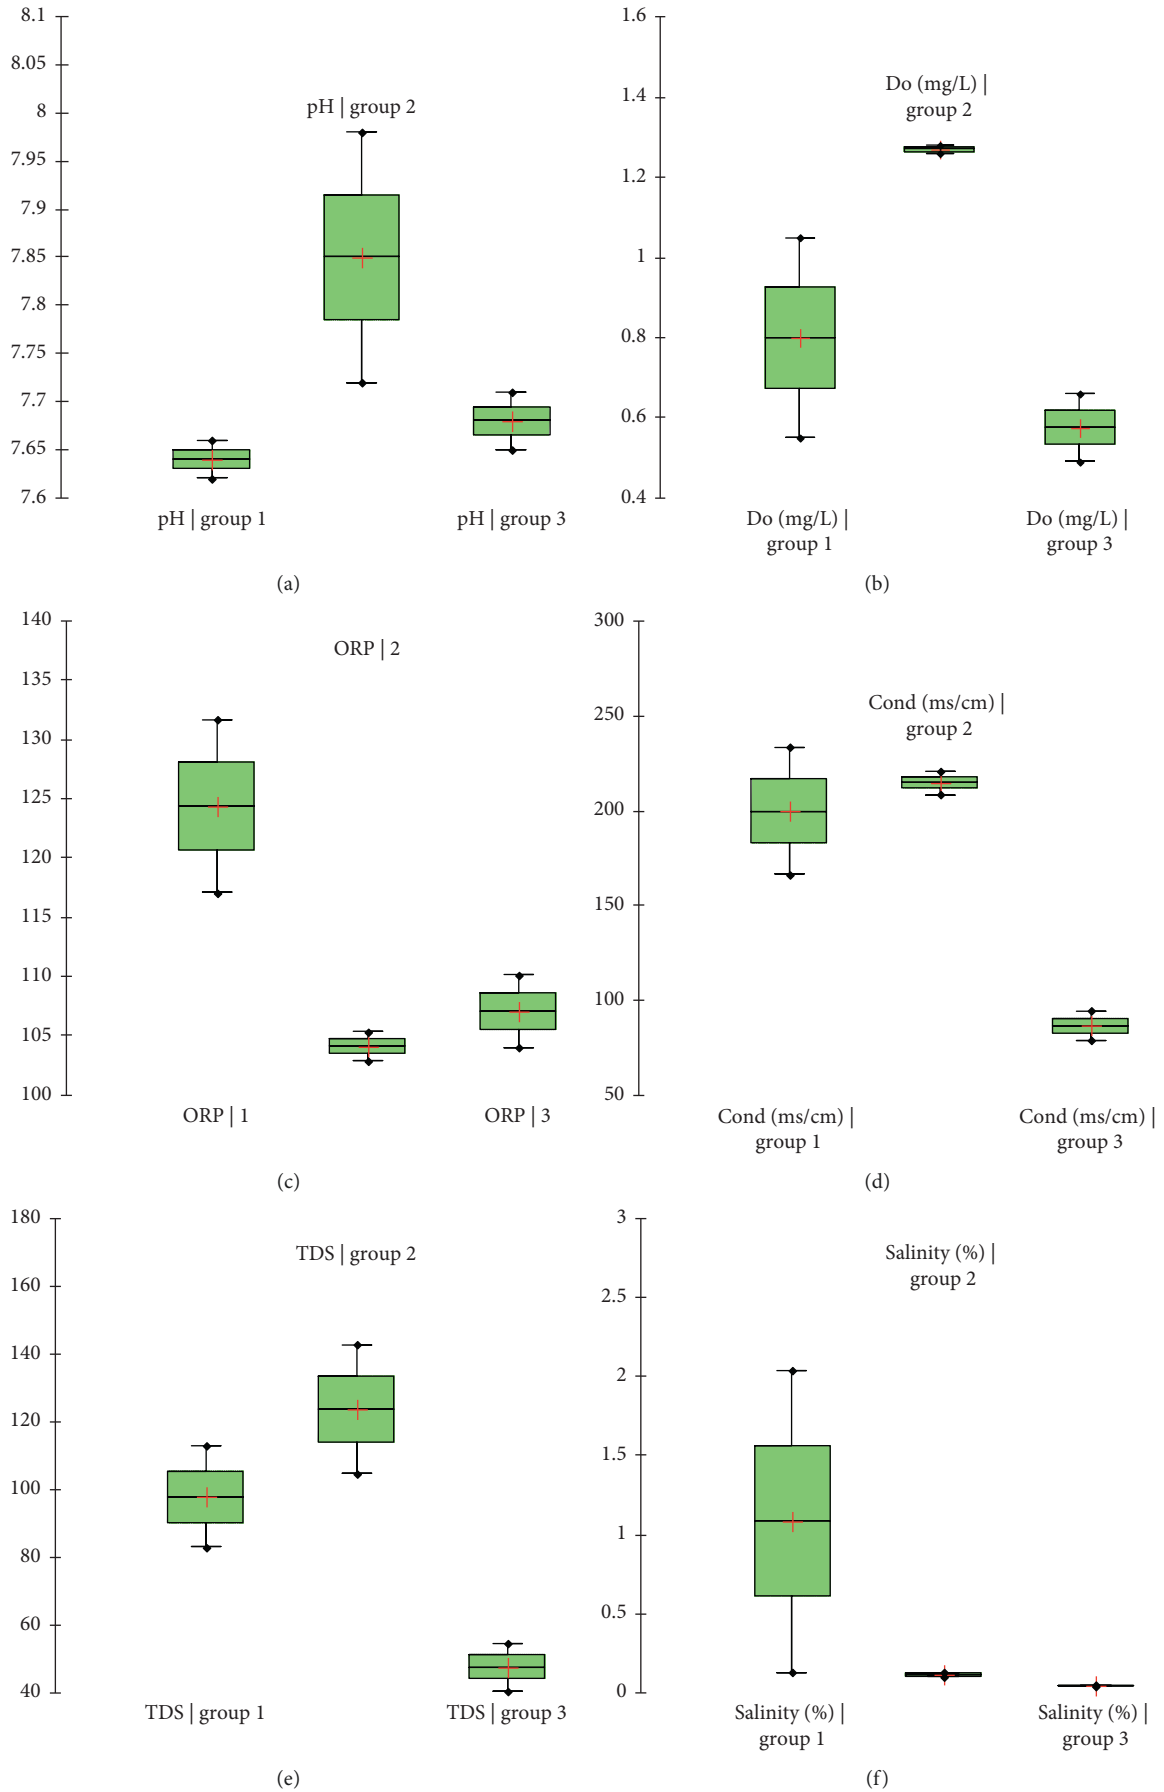 8.1
8.05
8
7.95
7.9
7.85
7.8
7.75
7.7
7.65
7.6
pH | group 2
pH | group 1
pH | group 3
(a)
1.6
1.4
1.2
1
0.8
0.6
0.4
Do (mg/L) |
group 2
Do (mg/L) |
group 1
Do (mg/L) |
group 3
(b)
140
135
130
125
120
115
110
105
100
ORP | 2
ORP | 1
ORP | 3
(c)
300
250
200
150
100
50
Cond (ms/cm) |
group 2
Cond (ms/cm) |
group 1
Cond (ms/cm) |
group 3
(d)
180
160
140
120
100
80
60
40
TDS | group 2
TDS | group 1
TDS | group 3
(e)
3
2.5
2
1.5
1
0.5
0
Salinity (%) |
group 2
Salinity (%) |
group 1
Salinity (%) |
group 3
(f)